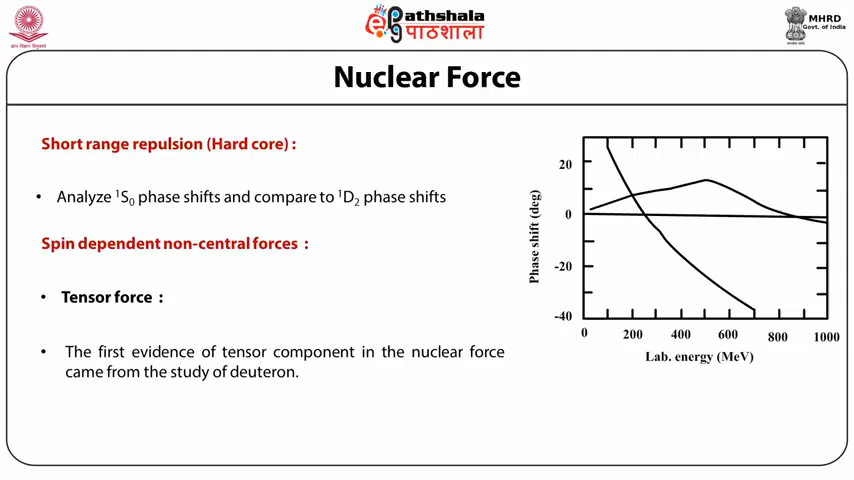 ePathshala
पाठशाला
MHRD
Govt. of India
Nuclear Force
Short range repulsion (Hard core) :
• Analyze ¹S₀ phase shifts and compare to ¹D₂ phase shifts
Spin dependent non-central forces :
• Tensor force :
• The first evidence of tensor component in the nuclear force
came from the study of deuteron.
Phase shift (deg)
20
0
-20
-40
0 200 400 600 800 1000
Lab. energy (MeV)